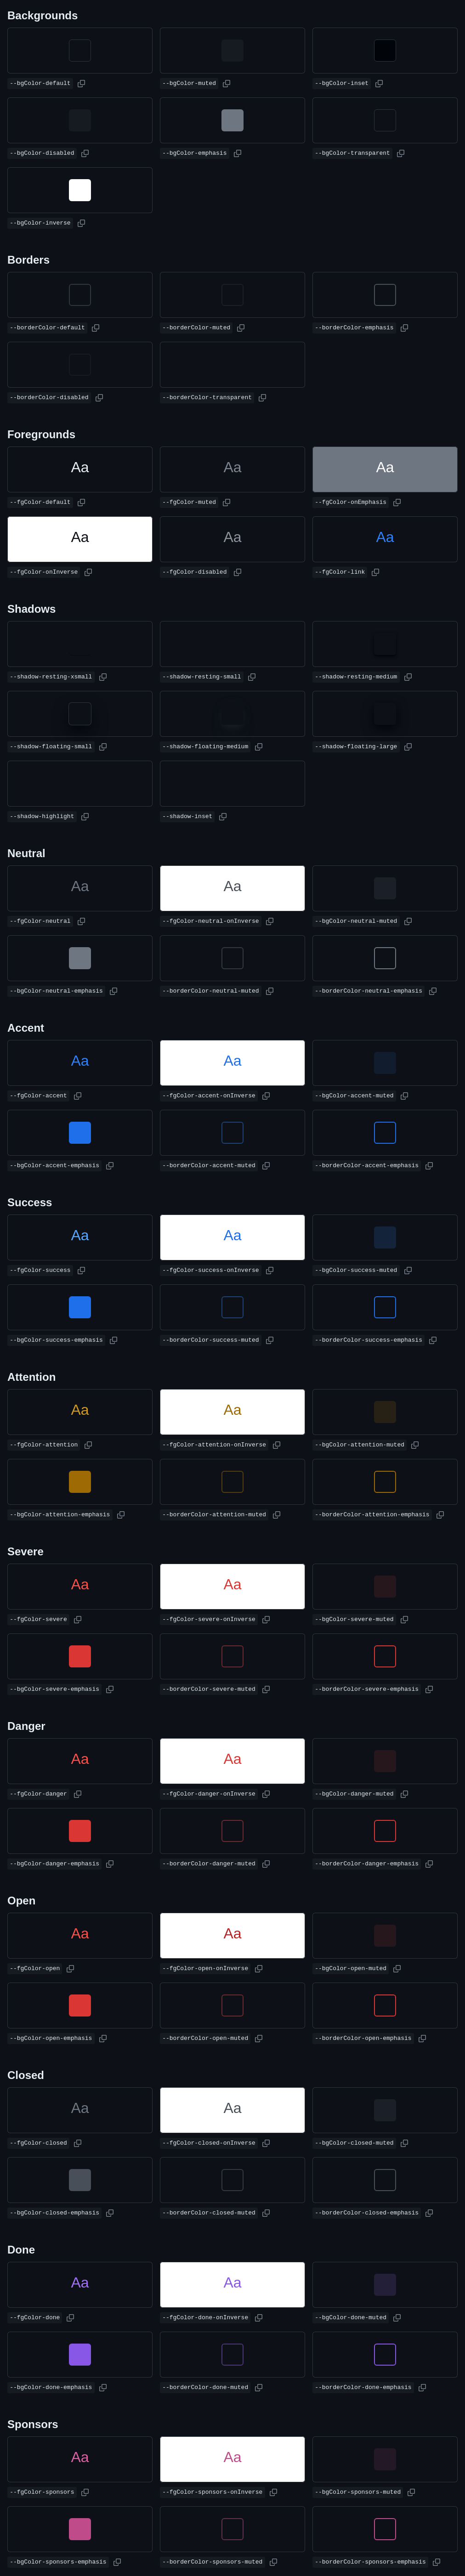 Backgrounds
--bgColor-default --bgColor-muted --bgColor-inset
--bgColor-disabled --bgColor-emphasis --bgColor-transparent
--bgColor-inverse
Borders
--borderColor-default --borderColor-muted --borderColor-emphasis
--borderColor-disabled --borderColor-transparent
Foregrounds
Aa Aa Aa
--fgColor-default --fgColor-muted --fgColor-onEmphasis
Aa Aa Aa
--fgColor-onInverse --fgColor-disabled --fgColor-link
Shadows
--shadow-resting-xsmall --shadow-resting-small --shadow-resting-medium
--shadow-floating-small --shadow-floating-medium --shadow-floating-large
--shadow-highlight --shadow-inset
Neutral
Aa Aa
--fgColor-neutral --fgColor-neutral-onInverse --bgColor-neutral-muted
--bgColor-neutral-emphasis --borderColor-neutral-muted --borderColor-neutral-emphasis
Accent
Aa Aa
--fgColor-accent --fgColor-accent-onInverse --bgColor-accent-muted
--bgColor-accent-emphasis --borderColor-accent-muted --borderColor-accent-emphasis
Success
Aa Aa
--fgColor-success --fgColor-success-onInverse --bgColor-success-muted
--bgColor-success-emphasis --borderColor-success-muted --borderColor-success-emphasis
Attention
Aa Aa
--fgColor-attention --fgColor-attention-onInverse --bgColor-attention-muted
--bgColor-attention-emphasis --borderColor-attention-muted --borderColor-attention-emphasis
Severe
Aa Aa
--fgColor-severe --fgColor-severe-onInverse --bgColor-severe-muted
--bgColor-severe-emphasis --borderColor-severe-muted --borderColor-severe-emphasis
Danger
Aa Aa
--fgColor-danger --fgColor-danger-onInverse --bgColor-danger-muted
--bgColor-danger-emphasis --borderColor-danger-muted --borderColor-danger-emphasis
Open
Aa Aa
--fgColor-open --fgColor-open-onInverse --bgColor-open-muted
--bgColor-open-emphasis --borderColor-open-muted --borderColor-open-emphasis
Closed
Aa Aa
--fgColor-closed --fgColor-closed-onInverse --bgColor-closed-muted
--bgColor-closed-emphasis --borderColor-closed-muted --borderColor-closed-emphasis
Done
Aa Aa
--fgColor-done --fgColor-done-onInverse --bgColor-done-muted
--bgColor-done-emphasis --borderColor-done-muted --borderColor-done-emphasis
Sponsors
Aa Aa
--fgColor-sponsors --fgColor-sponsors-onInverse --bgColor-sponsors-muted
--bgColor-sponsors-emphasis --borderColor-sponsors-muted --borderColor-sponsors-emphasis